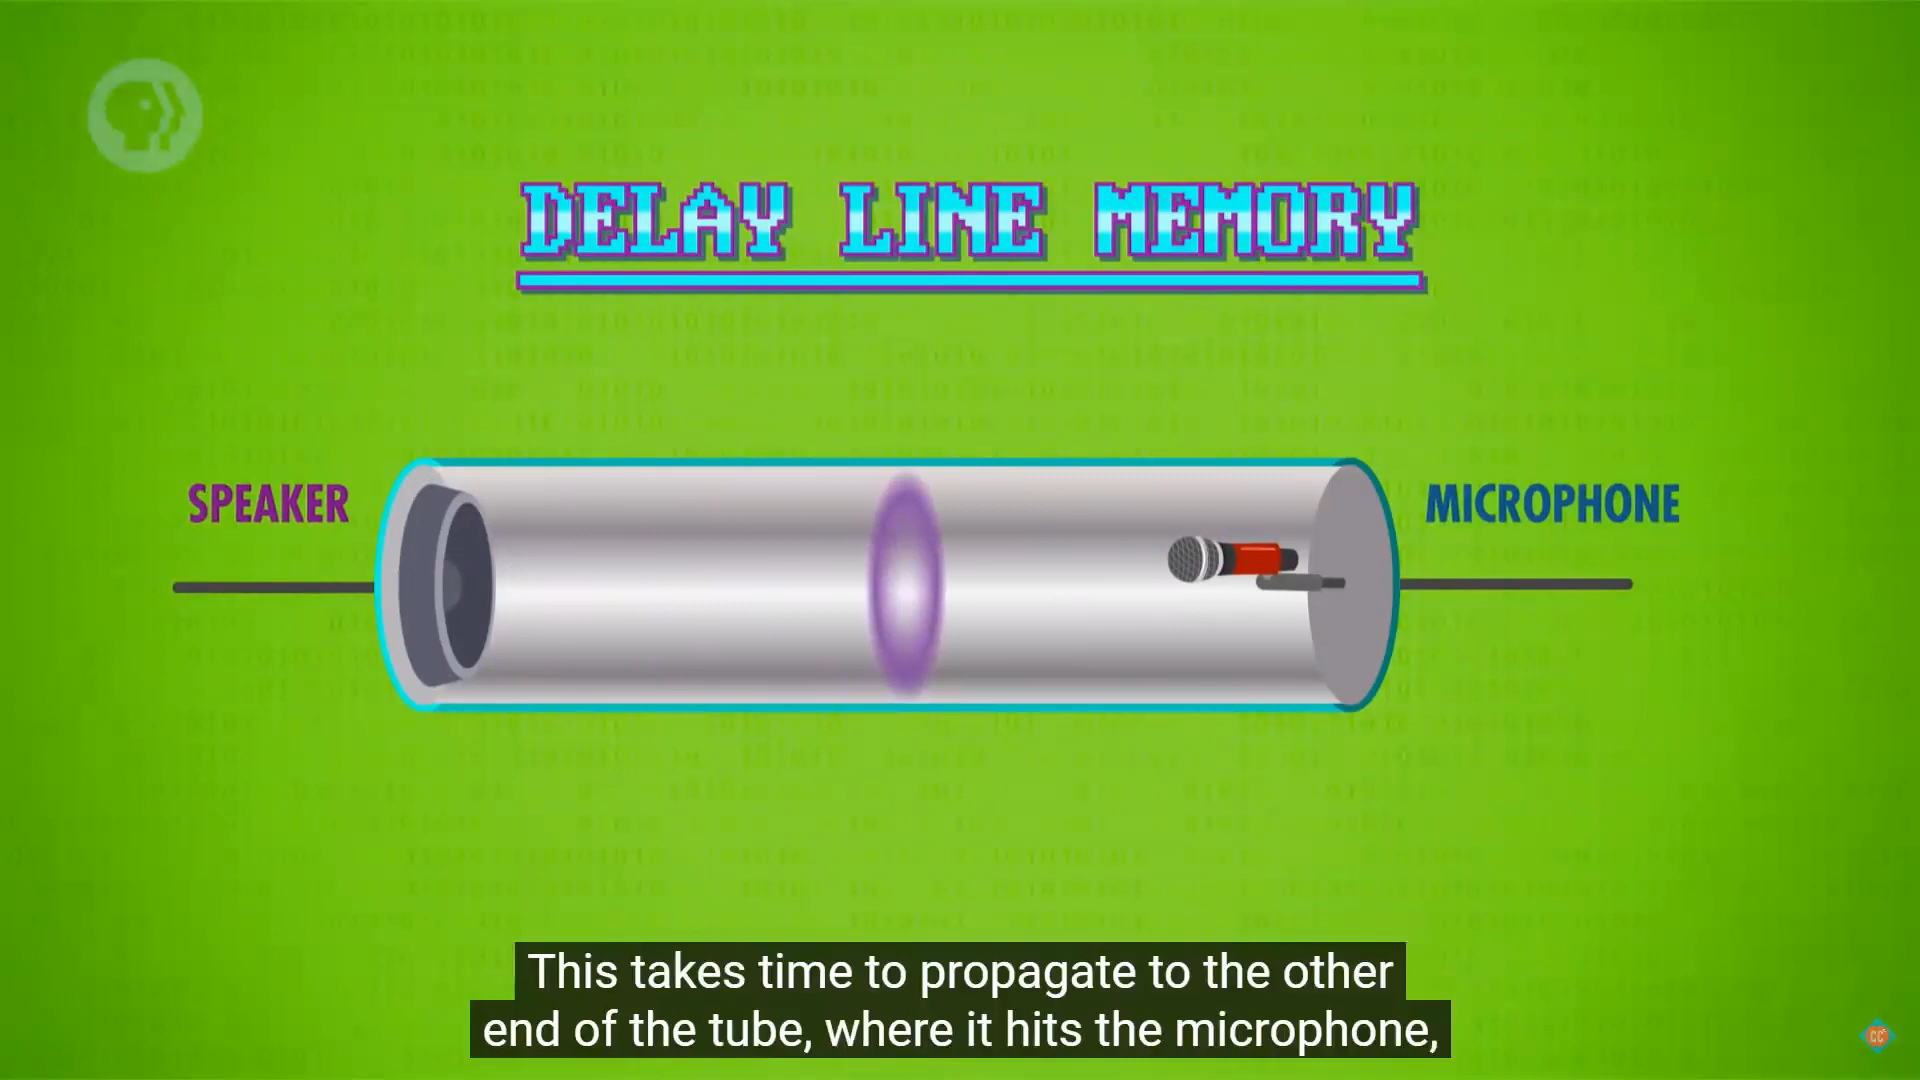 DELAY LINE MEMORY
SPEAKER
MICROPHONE
This takes time to propagate to the other
end of the tube, where it hits the microphone,
CC